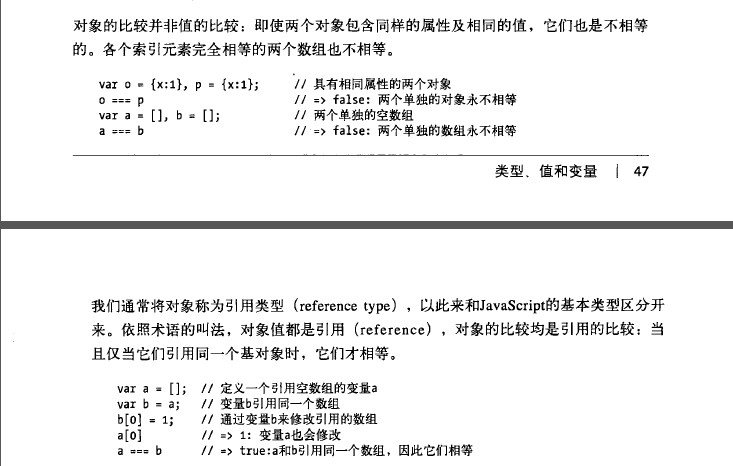 对象的比较并非值的比较：即使两个对象包含同样的属性及相同的值，它们也是不相等
的。各个索引元素完全相等的两个数组也不相等。
var o = {x:1}, p = {x:1}; // 具有相同属性的两个对象
o === p // => false: 两个单独的对象永不相等
var a = [], b = []; // 两个单独的空数组
a === b // => false: 两个单独的数组永不相等
类型、值和变量 | 47
我们通常将对象称为引用类型（reference type），以此来和JavaScript的基本类型区分开
来。依照术语的叫法，对象值都是引用（reference），对象的比较均是引用的比较：当
且仅当它们引用同一个基对象时，它们才相等。
var a = []; // 定义一个引用空数组的变量a
var b = a; // 变量b引用同一个数组
b[0] = 1; // 通过变量b来修改引用的数组
a[0] // => 1: 变量a也会修改
a === b // => true:a和b引用同一个数组，因此它们相等